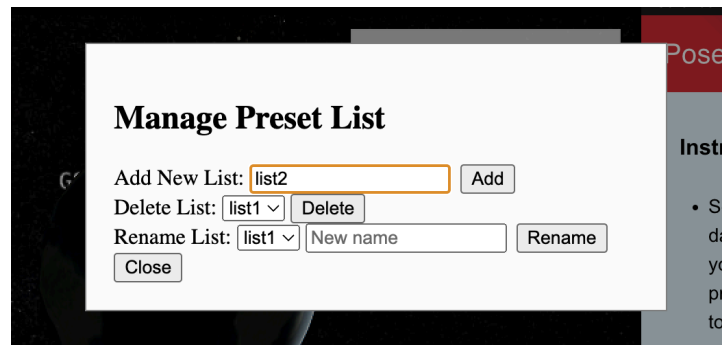 Manage Preset List
Add New List: list2 Add
Delete List: list1 Delete
Rename List: list1 New name Rename
Close
Pose
Inst
• S
da
yo
pr
to